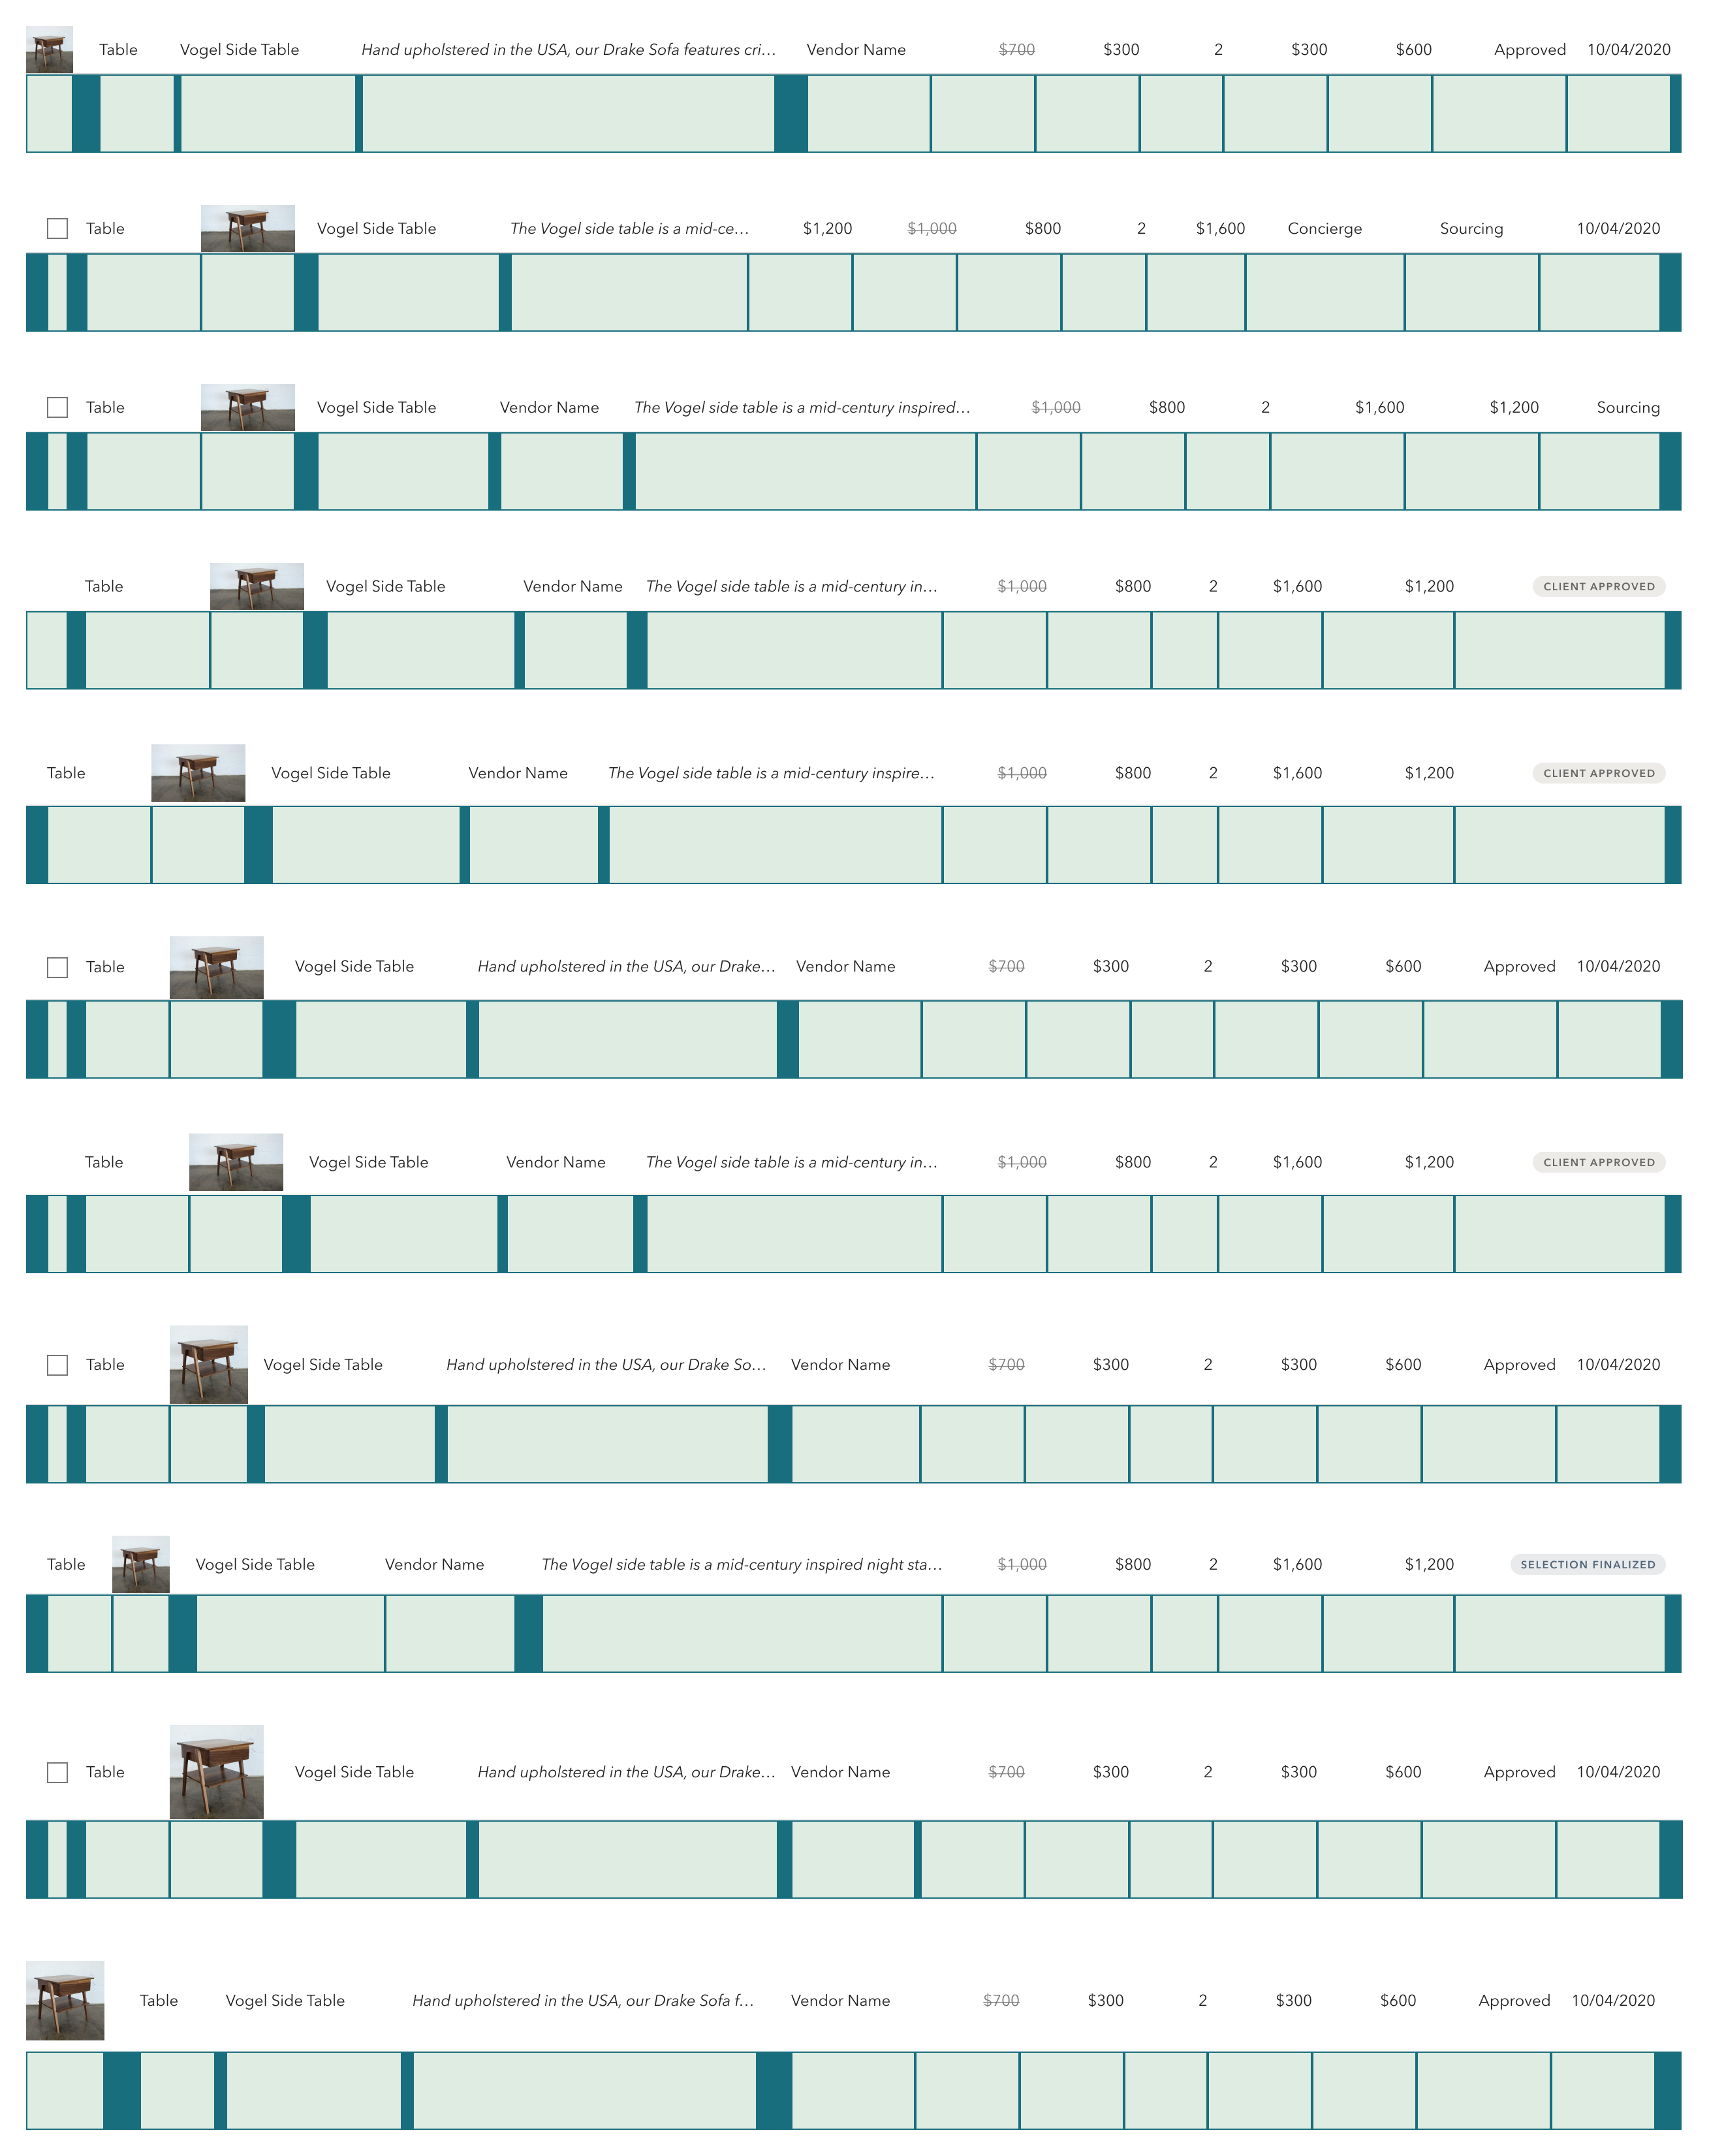 Table Vogel Side Table Hand upholstered in the USA, our Drake Sofa features cri... Vendor Name $700 $300 2 $300 $600 Approved 10/04/2020
Table Vogel Side Table The Vogel side table is a mid-ce... $1,200 $1,000 $800 2 $1,600 Concierge Sourcing 10/04/2020
Table Vogel Side Table Vendor Name The Vogel side table is a mid-century inspired... $1,000 $800 2 $1,600 $1,200 Sourcing
Table Vogel Side Table Vendor Name The Vogel side table is a mid-century in... $1,000 $800 2 $1,600 $1,200 CLIENT APPROVED
Table Vogel Side Table Vendor Name The Vogel side table is a mid-century inspire... $1,000 $800 2 $1,600 $1,200 CLIENT APPROVED
Table Vogel Side Table Hand upholstered in the USA, our Drake... Vendor Name $700 $300 2 $300 $600 Approved 10/04/2020
Table Vogel Side Table Vendor Name The Vogel side table is a mid-century in... $1,000 $800 2 $1,600 $1,200 CLIENT APPROVED
Table Vogel Side Table Hand upholstered in the USA, our Drake So... Vendor Name $700 $300 2 $300 $600 Approved 10/04/2020
Table Vogel Side Table Vendor Name The Vogel side table is a mid-century inspired night sta... $1,000 $800 2 $1,600 $1,200 SELECTION FINALIZED
Table Vogel Side Table Hand upholstered in the USA, our Drake... Vendor Name $700 $300 2 $300 $600 Approved 10/04/2020
Table Vogel Side Table Hand upholstered in the USA, our Drake Sofa f... Vendor Name $700 $300 2 $300 $600 Approved 10/04/2020